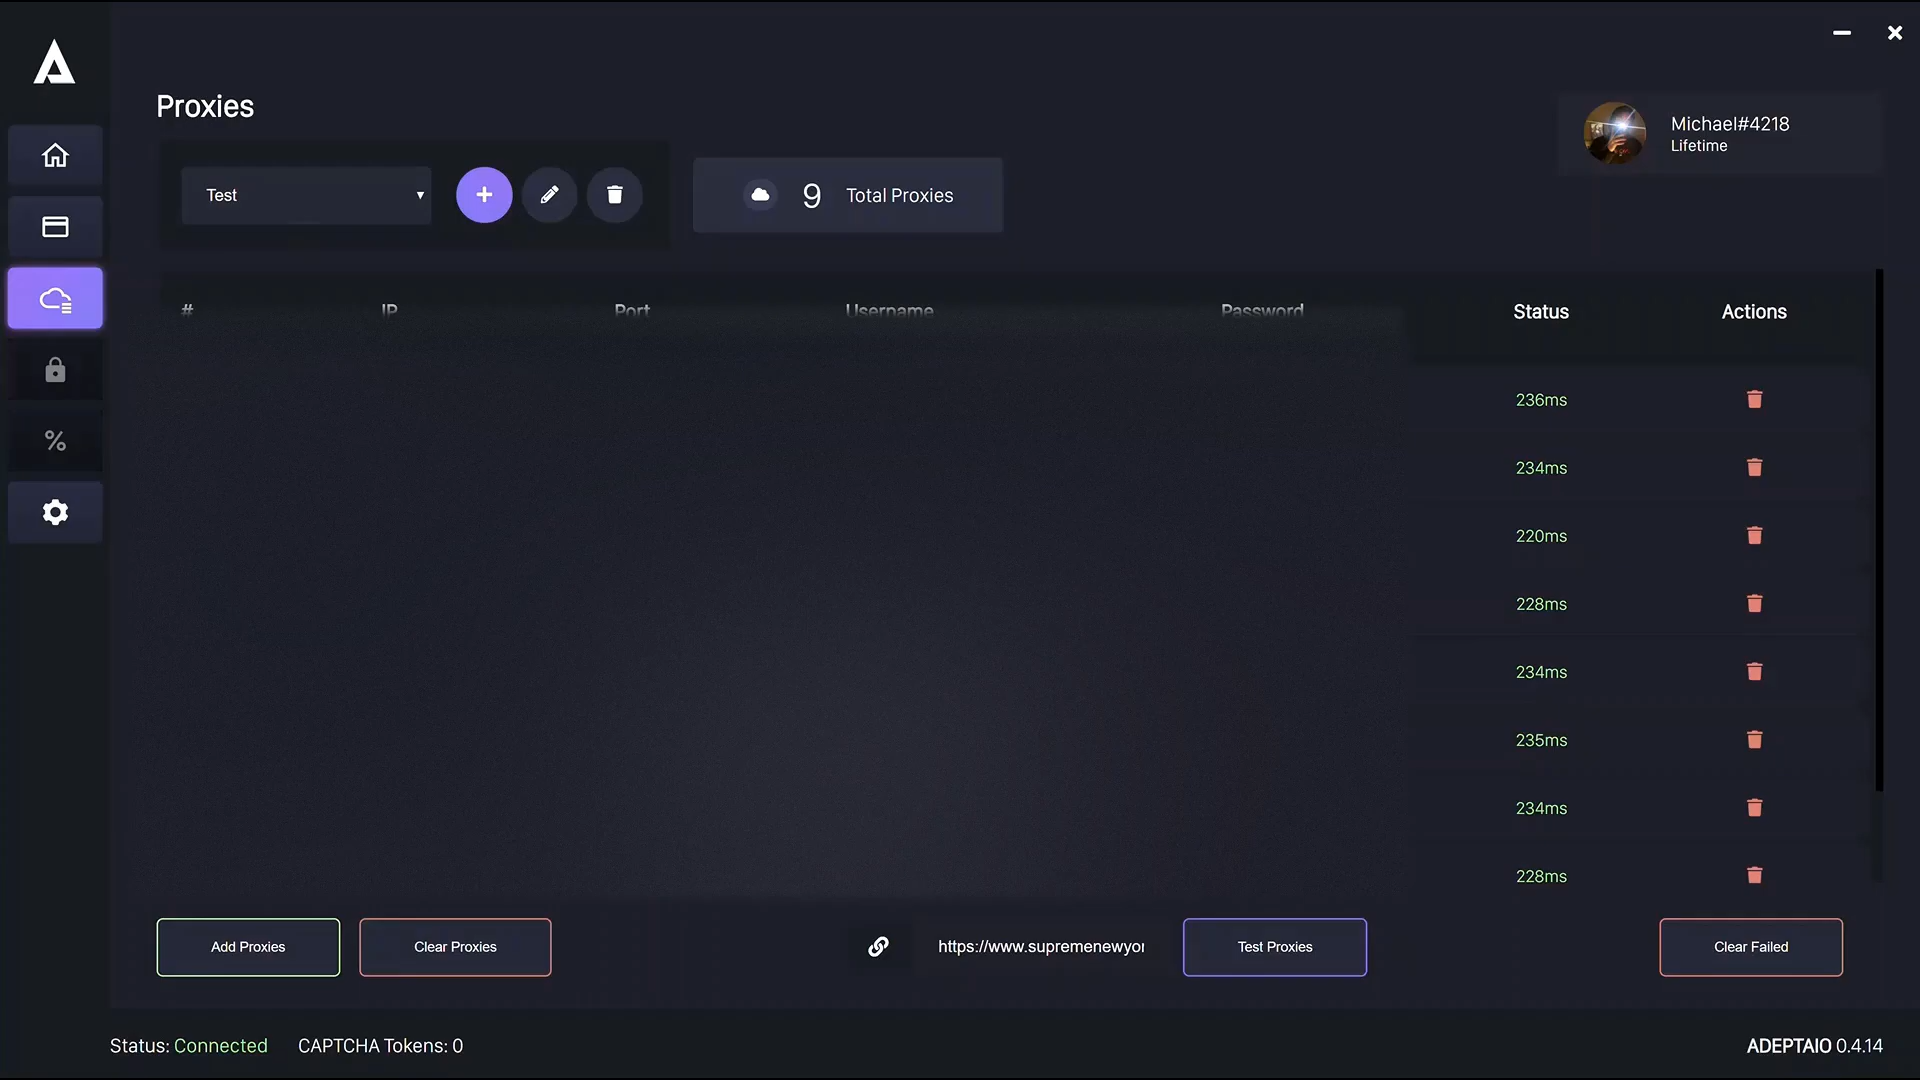 Proxies
Michael#4218
Lifetime
Test
9 Total Proxies
# IP Port Username Password Status Actions
236ms
234ms
220ms
228ms
234ms
235ms
234ms
228ms
Add Proxies Clear Proxies https://www.supremenewyor Test Proxies Clear Failed
Status: Connected CAPTCHA Tokens: 0 ADEPTAIO 0.4.14